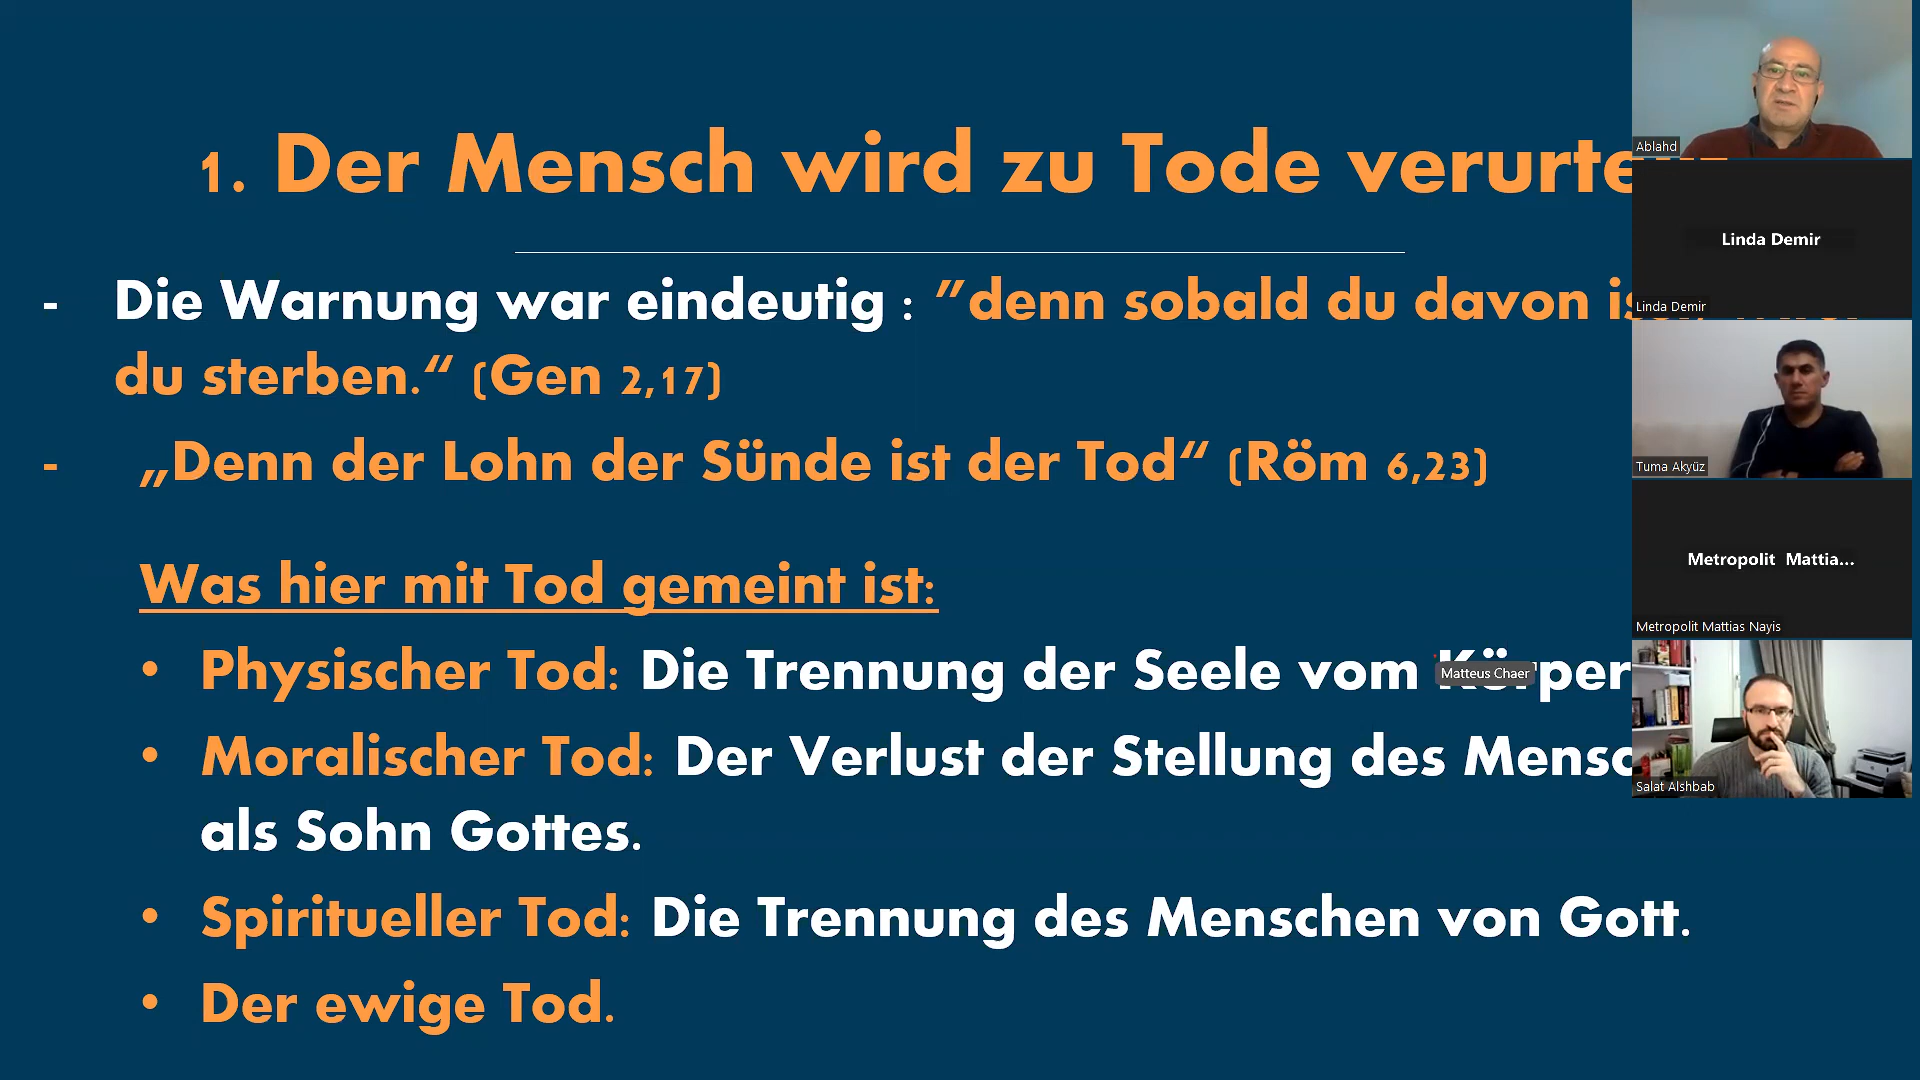 1. Der Mensch wird zu Tode
- Die Warnung war eindeutig : ”denn sobald du davon
du sterben.“ (Gen 2,17)
- „Denn der Lohn der Sünde ist der Tod“ (Röm 6,23)
Was hier mit Tod gemeint ist:
• Physischer Tod: Die Trennung der Seele vom Körper
• Moralischer Tod: Der Verlust der Stellung des
als Sohn Gottes.
• Spiritueller Tod: Die Trennung des Menschen von Gott.
• Der ewige Tod.
Matteus Chaer
Ablahd
Linda Demir
Linda Demir
Tuma Akyüz
Metropolit Mattia...
Metropolit Mattias Nayis
Salat Alshbab